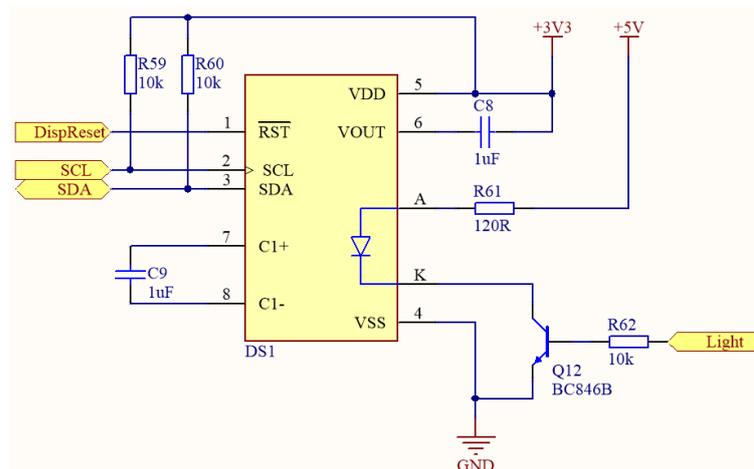 +3V3
+5V
R59
10k
R60
10k
VDD
5
C8
1uF
DispReset
1
RST
VOUT
6
SCL
2
SCL
SDA
3
SDA
A
R61
120R
7
C1+
C9
1uF
K
8
C1-
VSS
4
R62
10k
Light
DS1
Q12
BC846B
GND